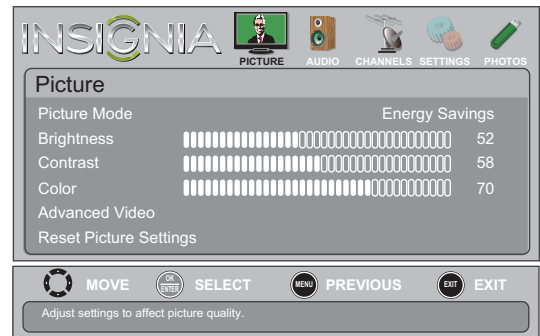 INSIGNIA
PICTURE AUDIO CHANNELS SETTINGS PHOTOS
Picture
Picture Mode Energy Savings
Brightness 52
Contrast 58
Color 70
Advanced Video
Reset Picture Settings
MOVE OK ENTER SELECT MENU PREVIOUS EXIT EXIT
Adjust settings to affect picture quality.